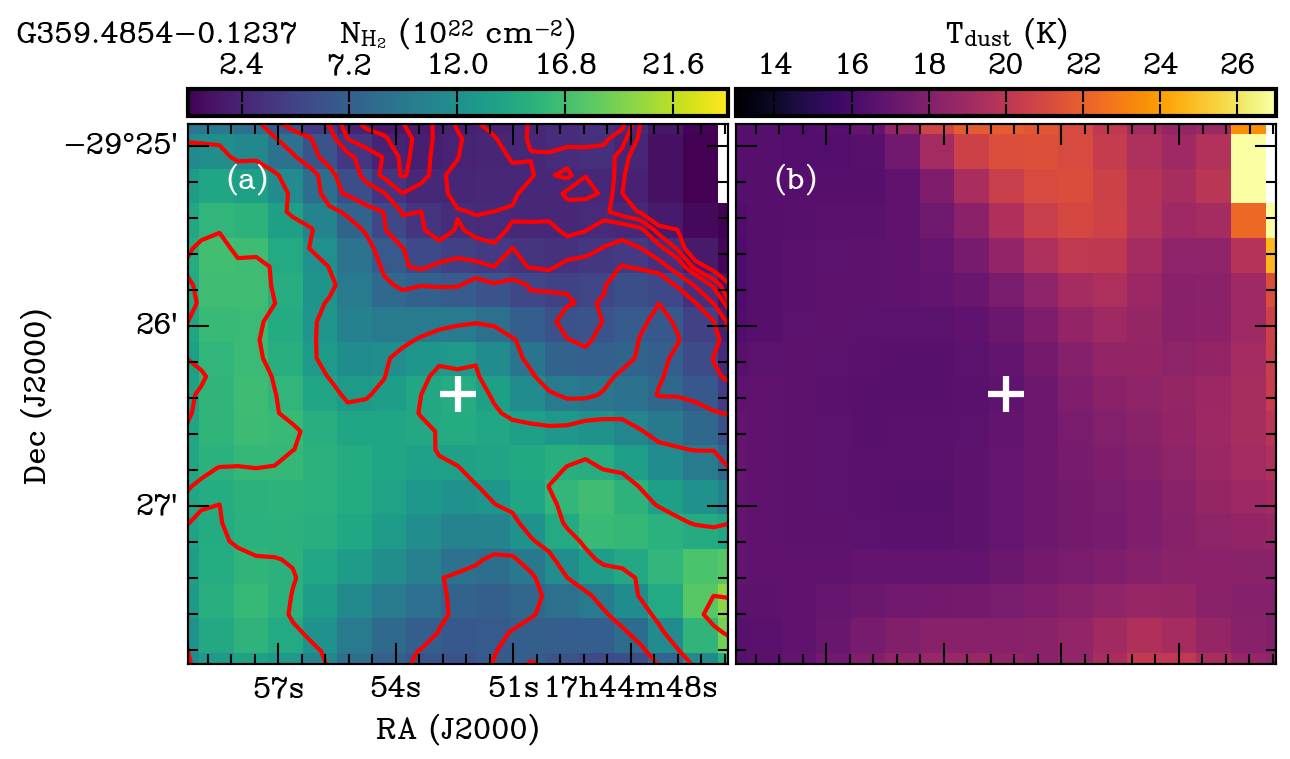 G359.4854−0.1237 N_H₂ (10²² cm⁻²) T_dust (K)
2.4 7.2 12.0 16.8 21.6 14 16 18 20 22 24 26
−29°25'
(a) (b)
26'
Dec (J2000)
27'
57s 54s 51s 17h44m48s
RA (J2000)